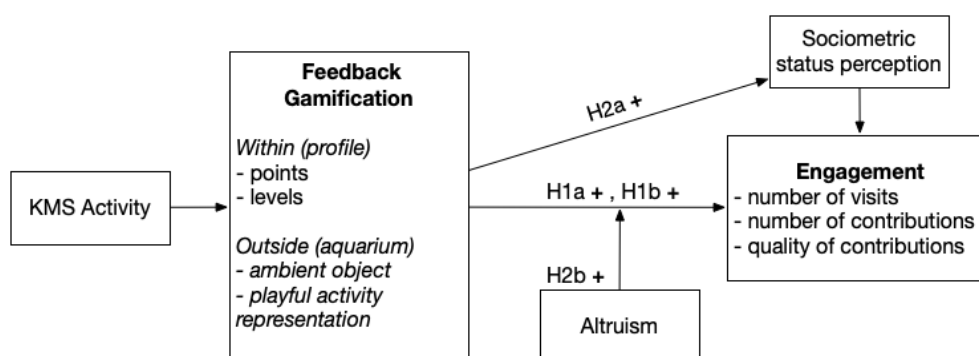 Sociometric
status perception
Feedback
Gamification
Within (profile)
- points
- levels
Outside (aquarium)
- ambient object
- playful activity
representation
KMS Activity
H2a +
H1a + , H1b +
H2b +
Altruism
Engagement
- number of visits
- number of contributions
- quality of contributions